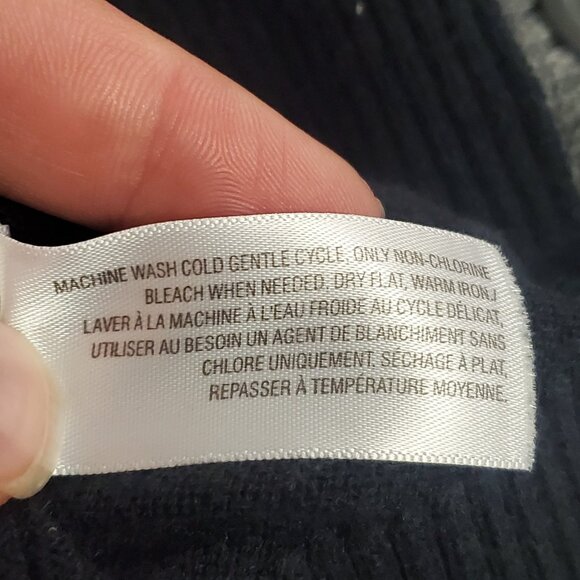 MACHINE WASH COLD GENTLE CYCLE, ONLY NON-CHLORINE
BLEACH WHEN NEEDED, DRY FLAT, WARM IRON./
LAVER À LA MACHINE À L'EAU FROIDE AU CYCLE DÉLICAT,
UTILISER AU BESOIN UN AGENT DE BLANCHIMENT SANS
CHLORE UNIQUEMENT. SÉCHAGE À PLAT,
REPASSER À TEMPÉRATURE MOYENNE.